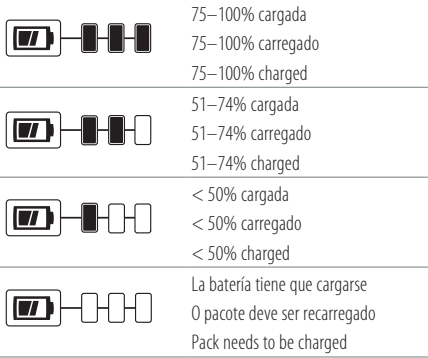 75–100% cargada
75–100% carregado
75–100% charged
51–74% cargada
51–74% carregado
51–74% charged
< 50% cargada
< 50% carregado
< 50% charged
La batería tiene que cargarse
O pacote deve ser recarregado
Pack needs to be charged